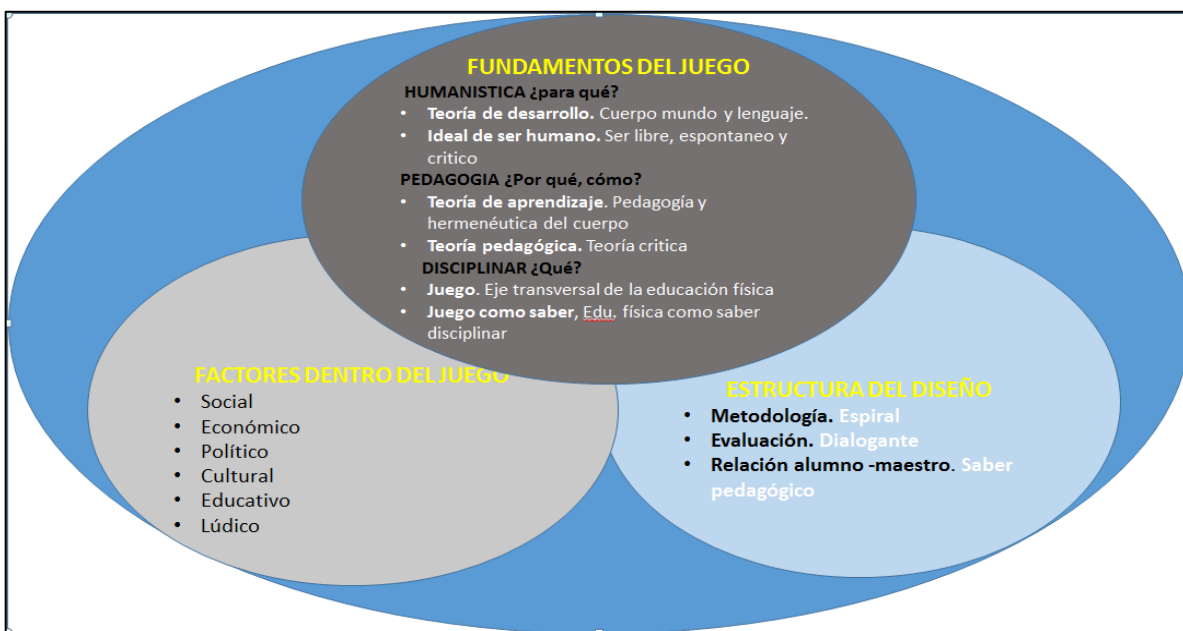 FUNDAMENTOS DEL JUEGO
HUMANISTICA ¿para qué?
• Teoría de desarrollo. Cuerpo mundo y lenguaje.
• Ideal de ser humano. Ser libre, espontaneo y
critico
PEDAGOGIA ¿Por qué, cómo?
• Teoría de aprendizaje. Pedagogía y
hermenéutica del cuerpo
• Teoría pedagógica. Teoría critica
DISCIPLINAR ¿Qué?
• Juego. Eje transversal de la educación física
• Juego como saber, Edu. física como saber
disciplinar
FACTORES DENTRO DEL JUEGO
• Social
• Económico
• Político
• Cultural
• Educativo
• Lúdico
ESTRUCTURA DEL DISEÑO
• Metodología. Espiral
• Evaluación. Dialogante
• Relación alumno -maestro. Saber
pedagógico